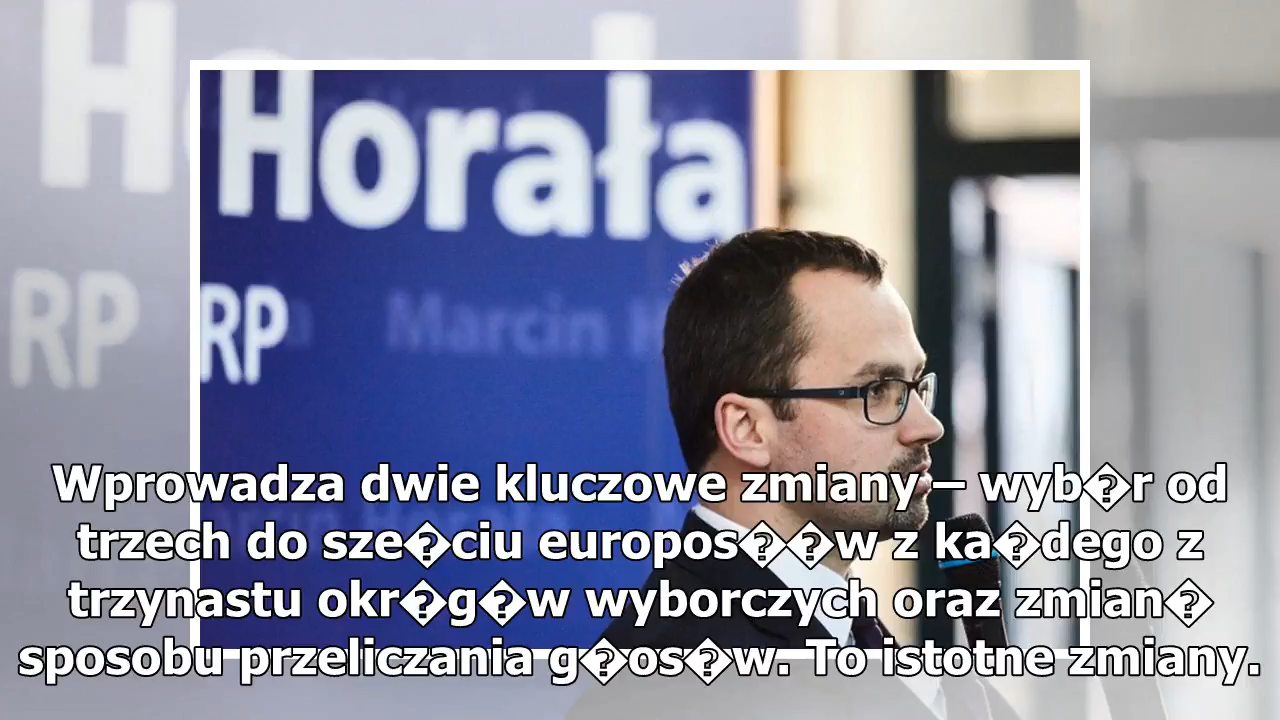 Horała
RP
Marcin H
Wprowadza dwie kluczowe zmiany – wyb�r od
trzech do sze�ciu europos��w z ka�dego z
trzynastu okr�g�w wyborczych oraz zmian�
sposobu przeliczania g�os�w. To istotne zmiany.